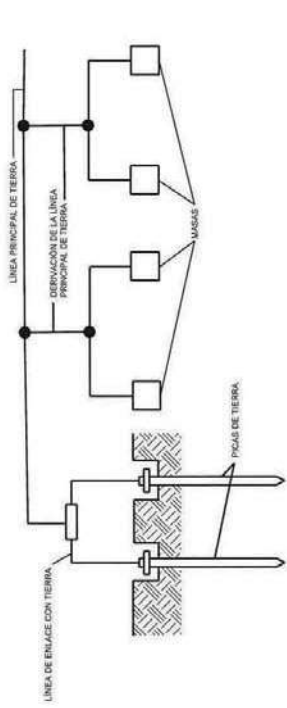 LÍNEA PRINCIPAL DE TIERRA
DERIVACIÓN DE LA LÍNEA
PRINCIPAL DE TIERRA
MASAS
LÍNEA DE ENLACE CON TIERRA
PICAS DE TIERRA